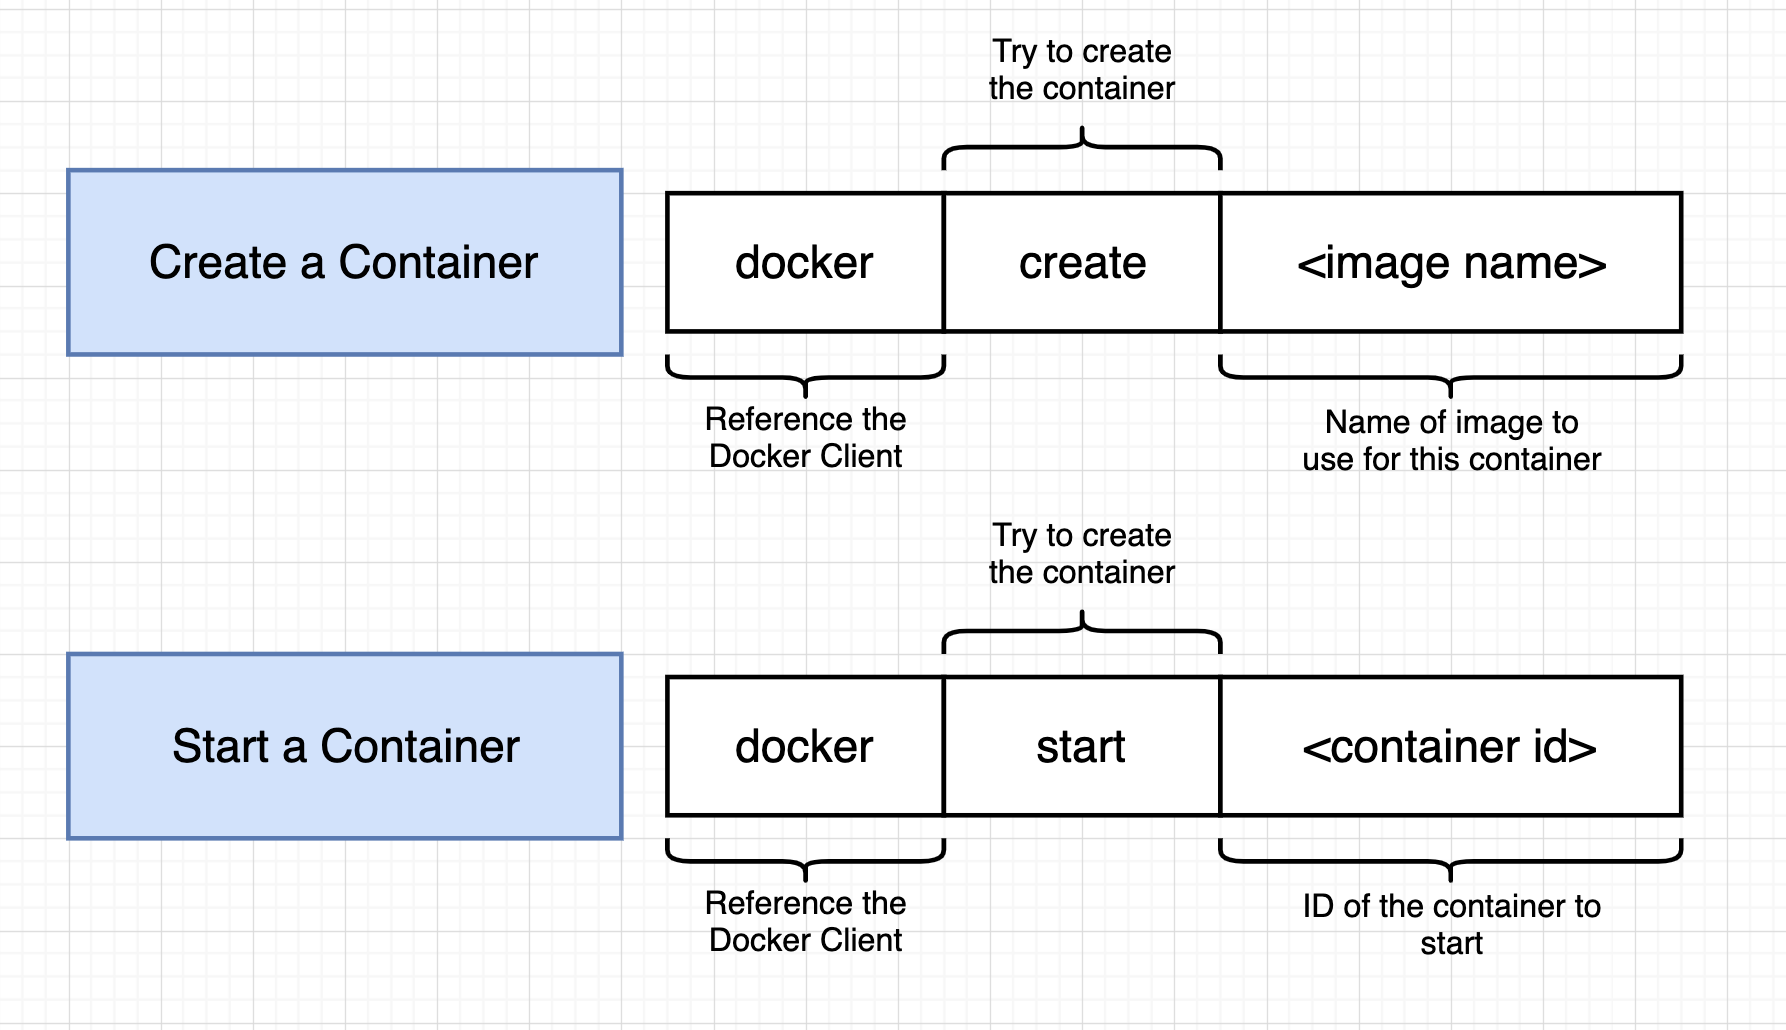 Try to create
the container
Create a Container
docker
create
<image name>
Reference the
Docker Client
Name of image to
use for this container
Try to create
the container
Start a Container
docker
start
<container id>
Reference the
Docker Client
ID of the container to
start